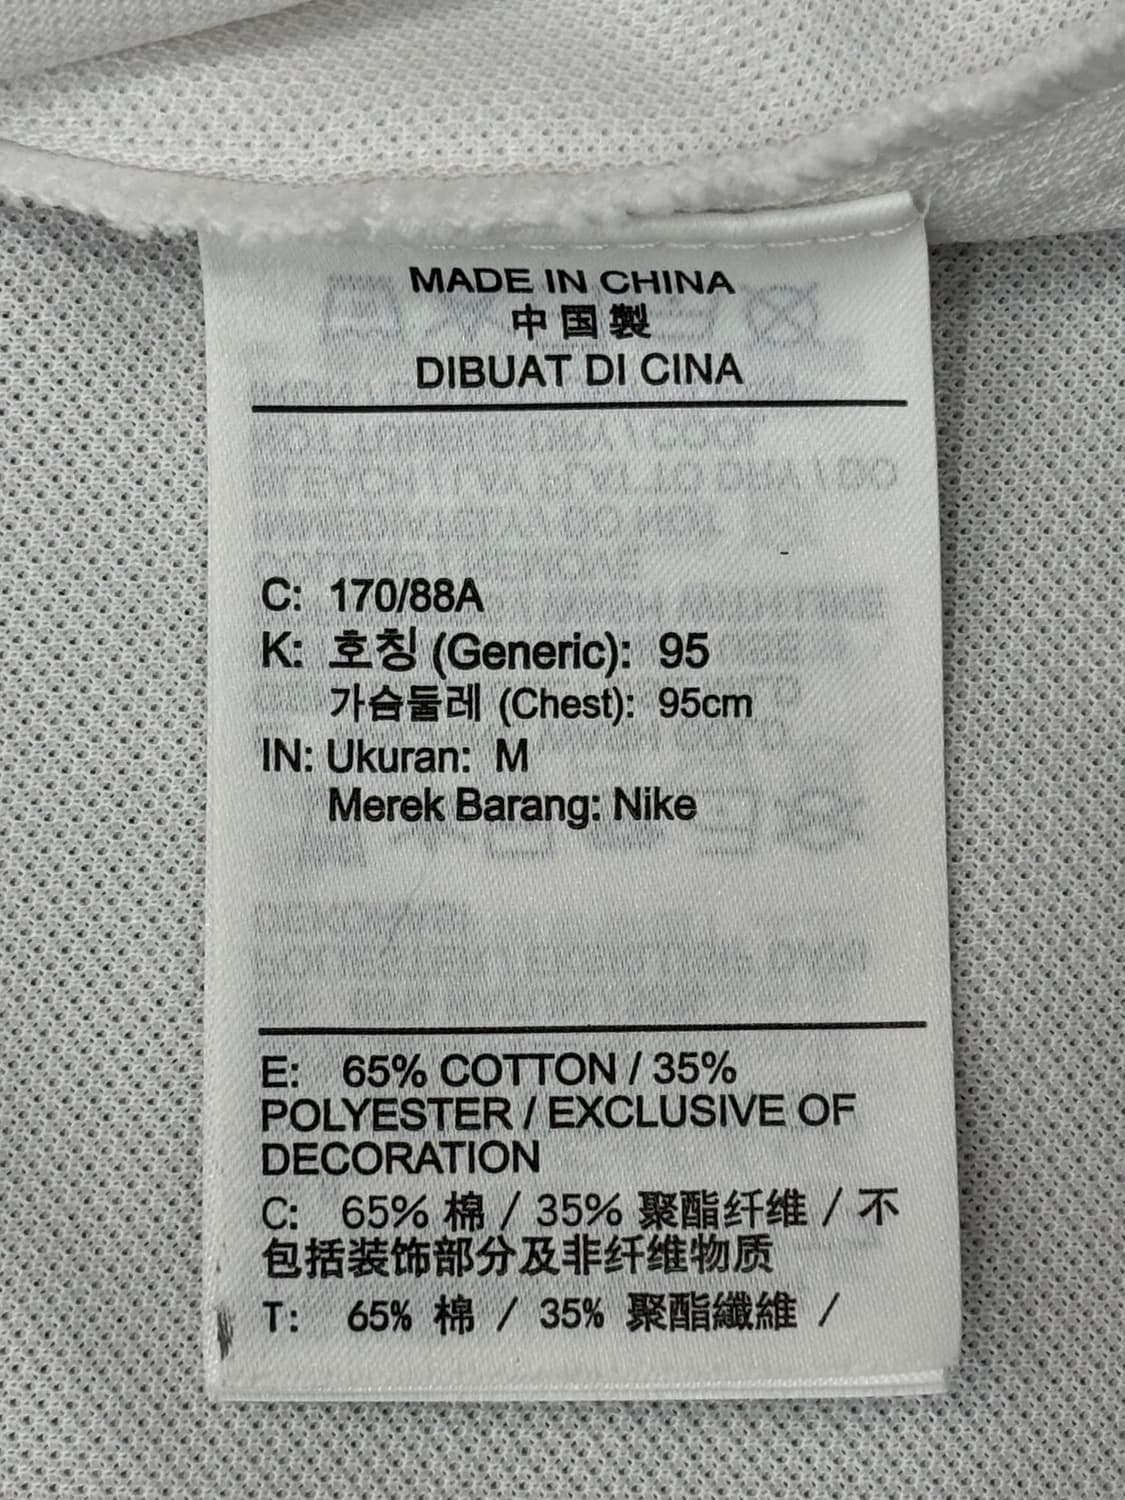 MADE IN CHINA
中国製
DIBUAT DI CINA
C: 170/88A
K: 호칭 (Generic): 95
가슴둘레 (Chest): 95cm
IN: Ukuran: M
Merek Barang: Nike
E: 65% COTTON / 35%
POLYESTER / EXCLUSIVE OF
DECORATION
C: 65% 棉 / 35% 聚酯纤维 / 不
包括装饰部分及非纤维物质
T: 65% 棉 / 35% 聚酯纖維 /